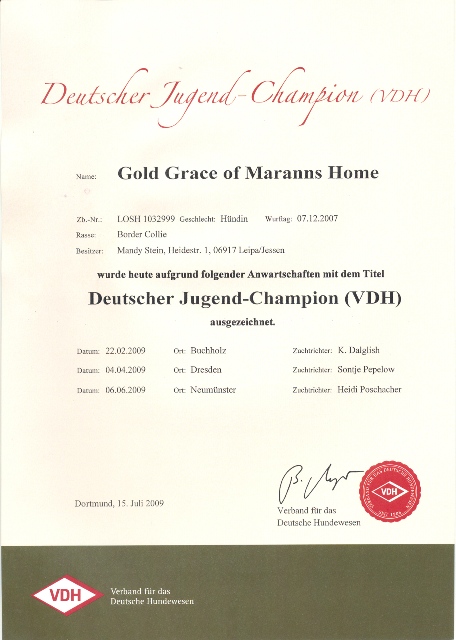 Deutscher Jugend-Champion (VDH)
Name: Gold Grace of Maranns Home
Zb.-Nr.: LOSH 1032999 Geschlecht: Hündin Wurftag: 07.12.2007
Rasse: Border Collie
Besitzer: Mandy Stein, Heidestr. 1, 06917 Leipa/Jessen
wurde heute aufgrund folgender Anwartschaften mit dem Titel
Deutscher Jugend-Champion (VDH)
ausgezeichnet.
Datum: 22.02.2009 Ort: Buchholz Zuchtrichter: K. Dalglish
Datum: 04.04.2009 Ort: Dresden Zuchtrichter: Sontje Pepelow
Datum: 06.06.2009 Ort: Neumünster Zuchtrichter: Heidi Poschacher
Dortmund, 15. Juli 2009
Verband für das
Deutsche Hundewesen
VDH
VDH
Verband für das
Deutsche Hundewesen